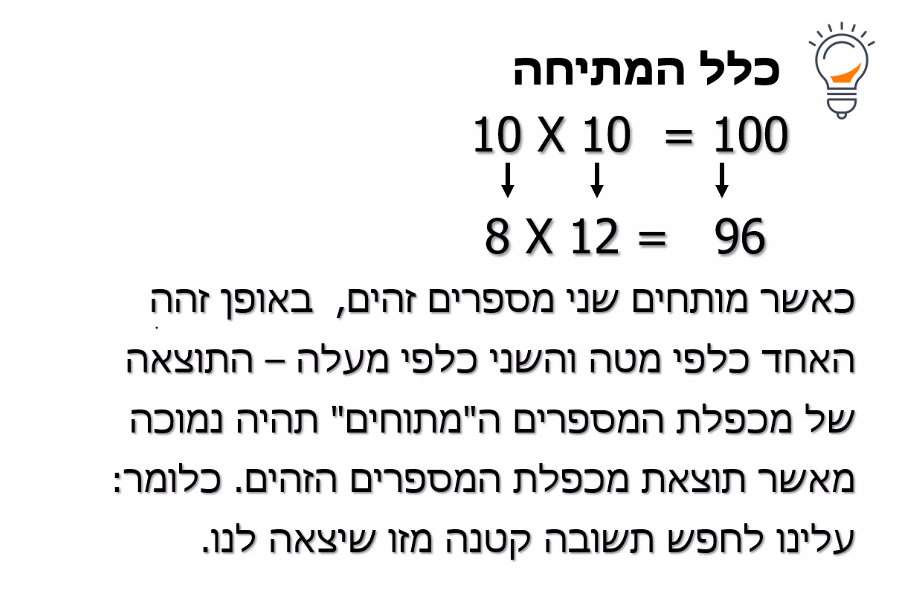 כלל המתיחה
10 X 10 = 100
8 X 12 = 96
כאשר מותחים שני מספרים זהים, באופן זהה
האחד כלפי מטה והשני כלפי מעלה – התוצאה
של מכפלת המספרים ה"מתוחים" תהיה נמוכה
מאשר תוצאת מכפלת המספרים הזהים. כלומר:
עלינו לחפש תשובה קטנה מזו שיצאה לנו.